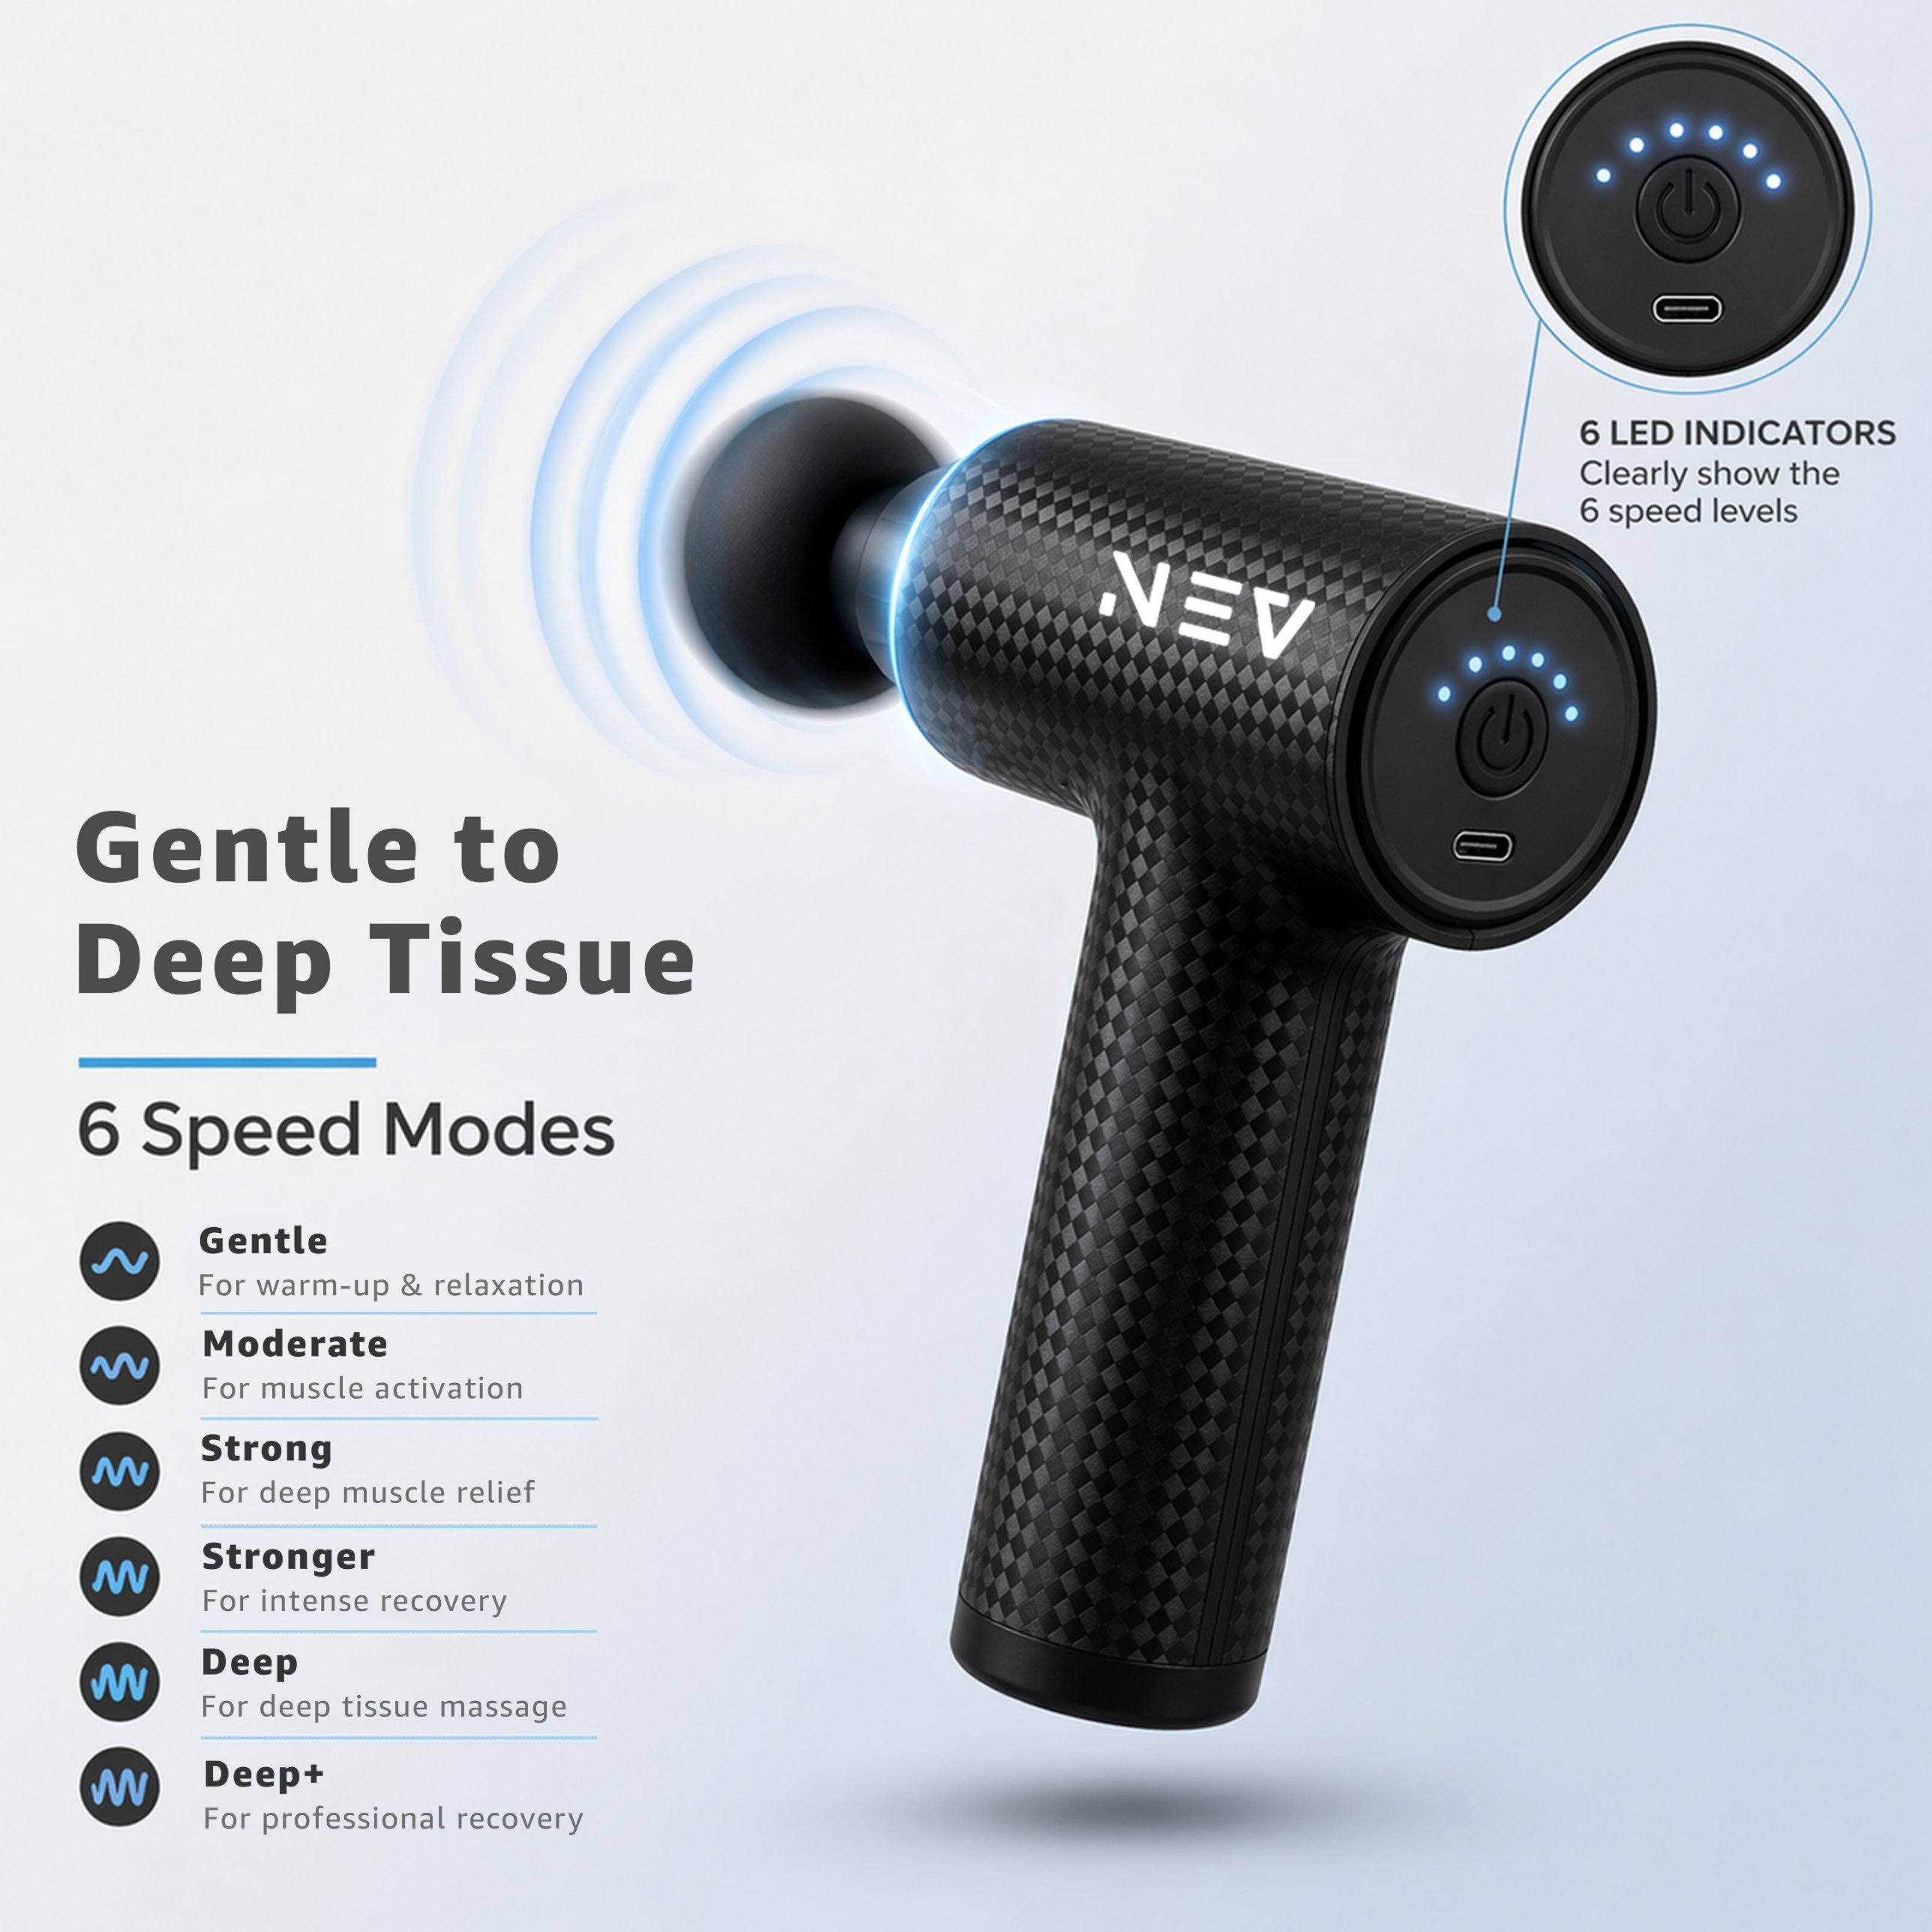 6 LED INDICATORS
Clearly show the
6 speed levels
NEV
Gentle to
Deep Tissue
6 Speed Modes
Gentle
For warm-up & relaxation
Moderate
For muscle activation
Strong
For deep muscle relief
Stronger
For intense recovery
Deep
For deep tissue massage
Deep+
For professional recovery